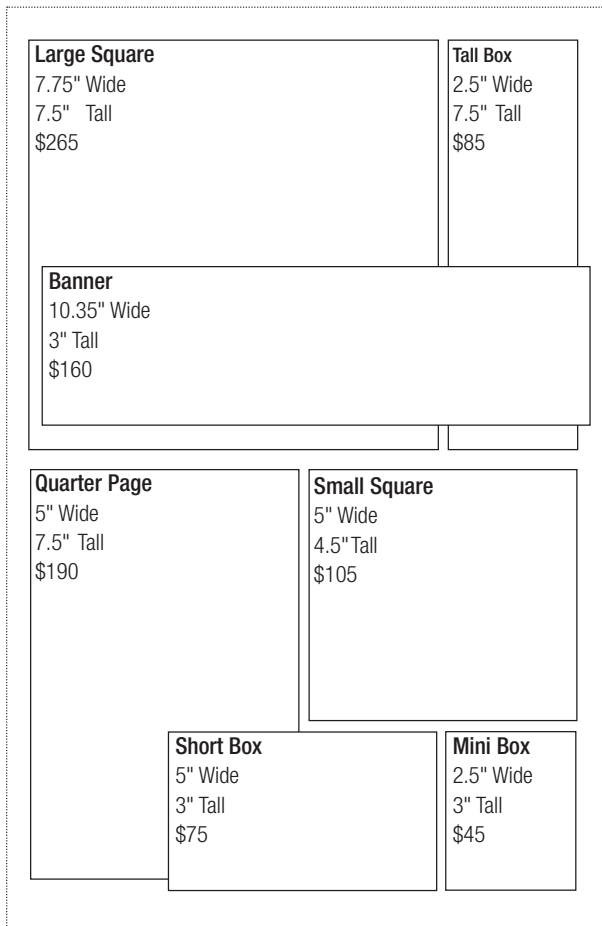 Large Square
7.75" Wide
7.5" Tall
$265
Tall Box
2.5" Wide
7.5" Tall
$85
Banner
10.35" Wide
3" Tall
$160
Quarter Page
5" Wide
7.5" Tall
$190
Small Square
5" Wide
4.5"Tall
$105
Short Box
5" Wide
3" Tall
$75
Mini Box
2.5" Wide
3" Tall
$45